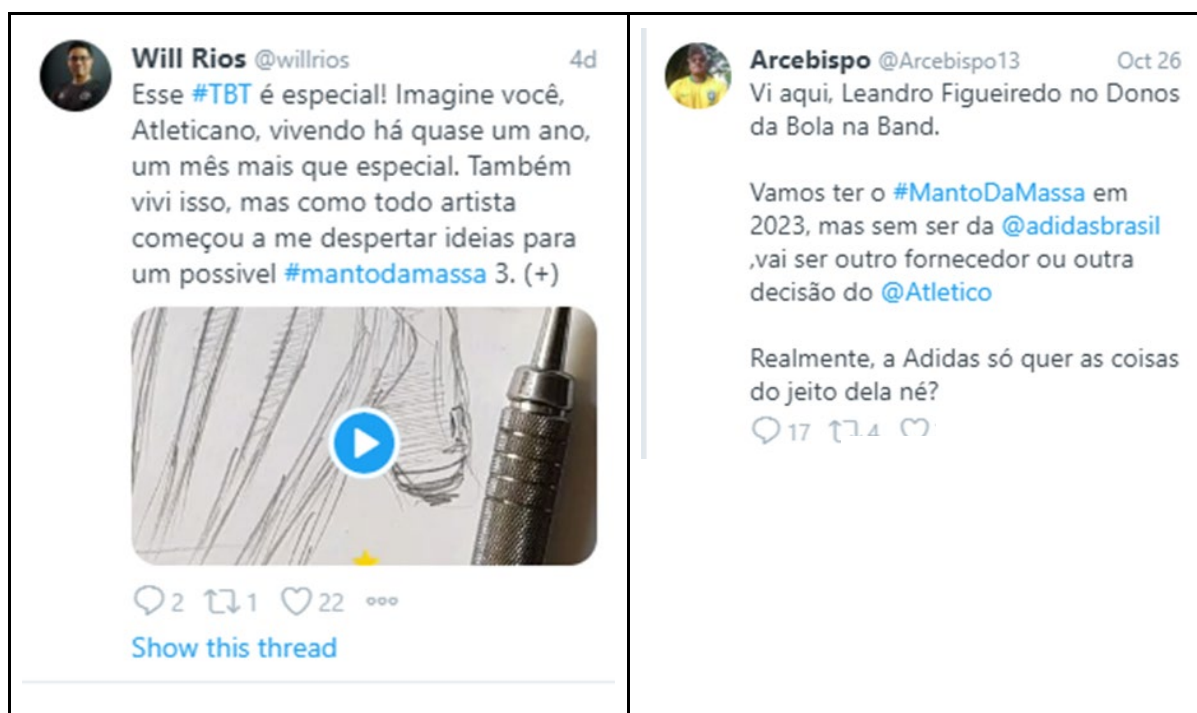 Will Rios @willrios 4d
Esse #TBT é especial! Imagine você,
Atleticano, vivendo há quase um ano,
um mês mais que especial. Também
vivi isso, mas como todo artista
começou a me despertar ideias para
um possivel #mantodamassa 3. (+)
2 1 22
Show this thread
Arcebispo @Arcebispo13 Oct 26
Vi aqui, Leandro Figueiredo no Donos
da Bola na Band.
Vamos ter o #MantoDaMassa em
2023, mas sem ser da @adidasbrasil
,vai ser outro fornecedor ou outra
decisão do @Atletico
Realmente, a Adidas só quer as coisas
do jeito dela né?
17 4